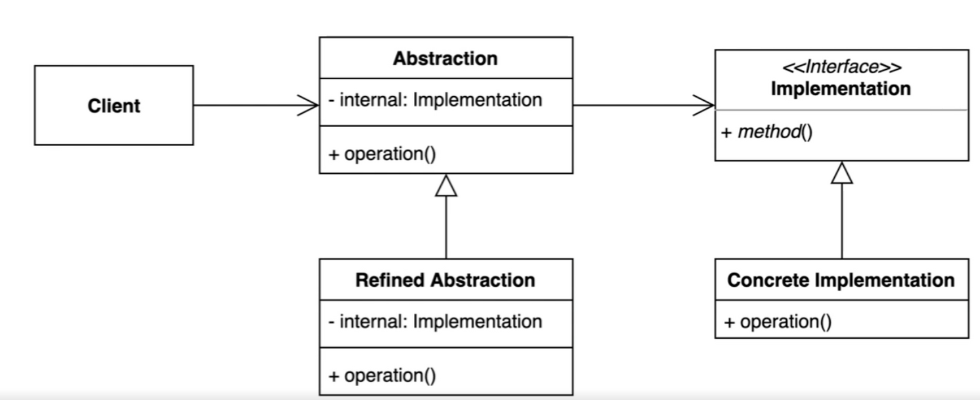 Client
Abstraction
- internal: Implementation
+ operation()
<<Interface>>
Implementation
+ method()
Refined Abstraction
- internal: Implementation
+ operation()
Concrete Implementation
+ operation()